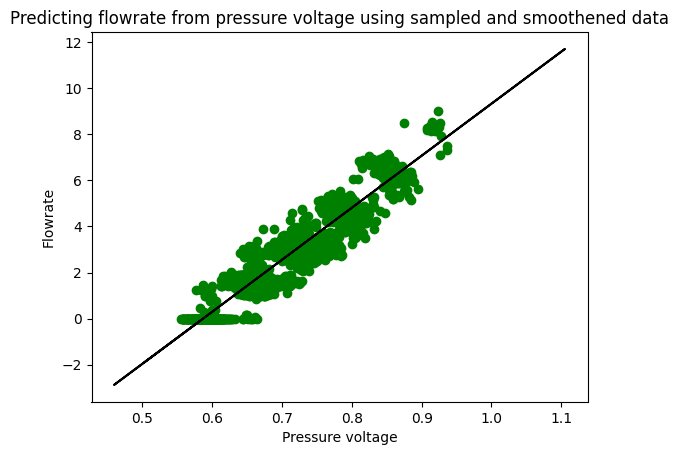 Predicting flowrate from pressure voltage using sampled and smoothened data
12
10
8
6
4
2
0
−2
Flowrate
0.5 0.6 0.7 0.8 0.9 1.0 1.1
Pressure voltage